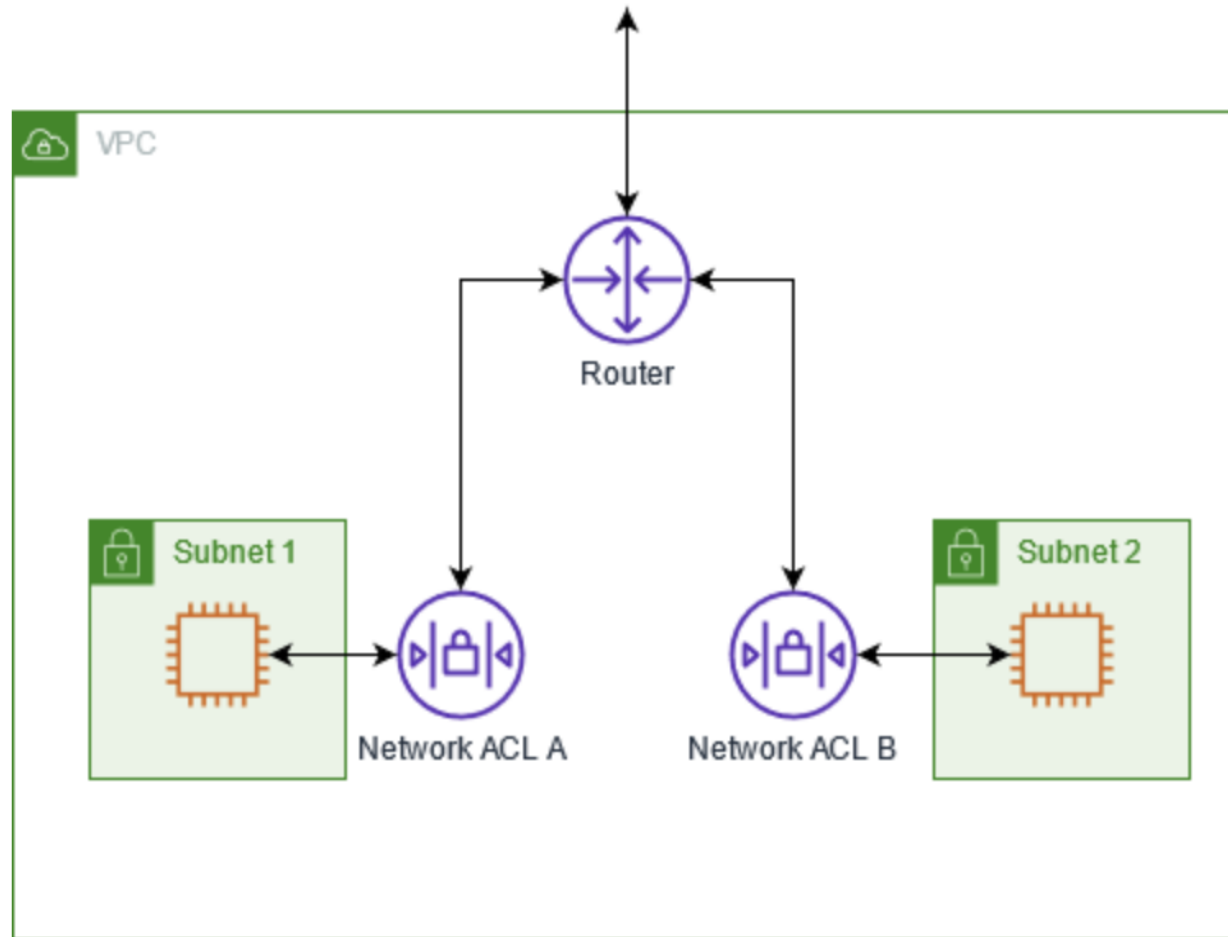 VPC
Router
Subnet 1
Subnet 2
Network ACL A
Network ACL B